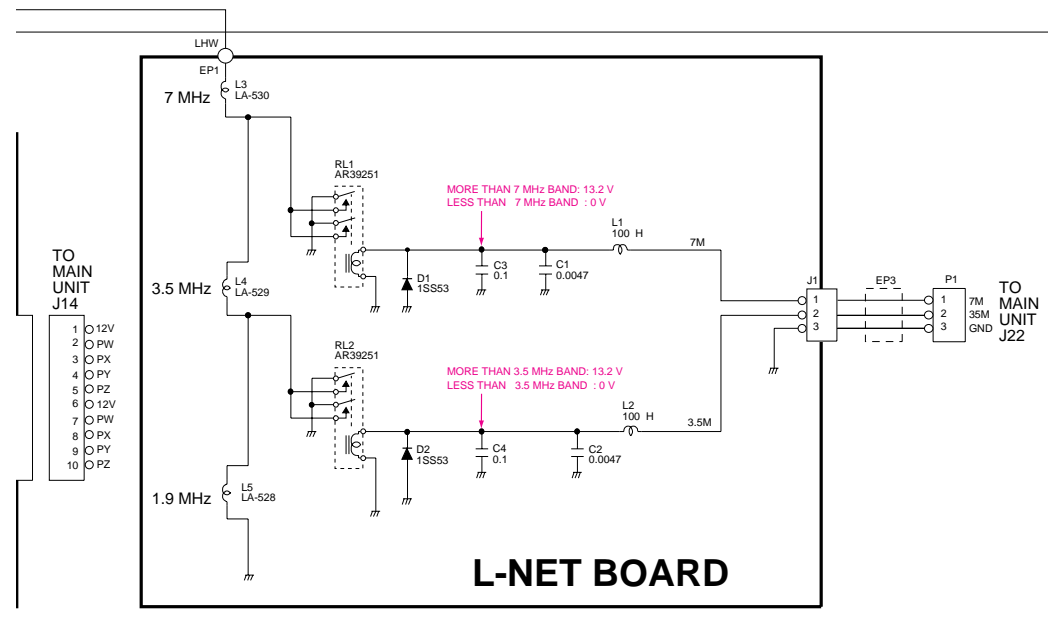 LHW
EP1
L3
LA-530
7 MHz
RL1
AR39251
MORE THAN 7 MHz BAND: 13.2 V
LESS THAN 7 MHz BAND : 0 V
L1
100 H
7M
C3
0.1
C1
0.0047
D1
1SS53
TO
MAIN
UNIT
J14
1 12V
2 PW
3 PX
4 PY
5 PZ
6 12V
7 PW
8 PX
9 PY
10 PZ
3.5 MHz
L4
LA-529
J1
1
2
3
EP3
P1
1
2
3
7M
35M
GND
TO
MAIN
UNIT
J22
RL2
AR39251
MORE THAN 3.5 MHz BAND: 13.2 V
LESS THAN 3.5 MHz BAND : 0 V
L2
100 H
3.5M
D2
1SS53
C4
0.1
C2
0.0047
1.9 MHz
L5
LA-528
L-NET BOARD